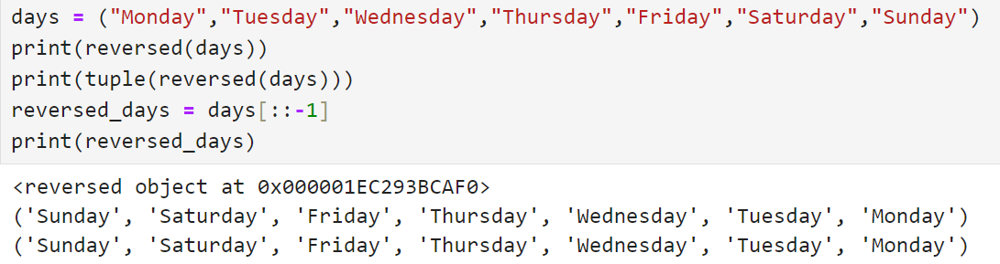 days = ("Monday","Tuesday","Wednesday","Thursday","Friday","Saturday","Sunday")
print(reversed(days))
print(tuple(reversed(days)))
reversed_days = days[::-1]
print(reversed_days)
<reversed object at 0x000001EC293BCAF0>
('Sunday', 'Saturday', 'Friday', 'Thursday', 'Wednesday', 'Tuesday', 'Monday')
('Sunday', 'Saturday', 'Friday', 'Thursday', 'Wednesday', 'Tuesday', 'Monday')